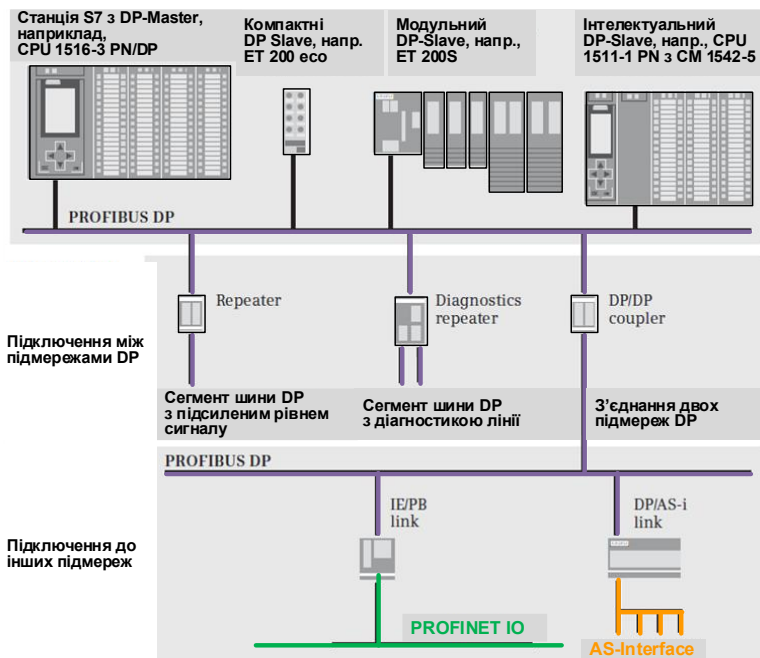 Станція S7 з DP-Master,
наприклад,
CPU 1516-3 PN/DP
Компактні
DP Slave, напр.
ET 200 eco
Модульний
DP-Slave, напр.,
ET 200S
Інтелектуальний
DP-Slave, напр., CPU
1511-1 PN з CM 1542-5
PROFIBUS DP
Repeater
Diagnostics
repeater
DP/DP
coupler
Підключення між
підмережами DP
Сегмент шини DP
з підсиленим рівнем
сигналу
Сегмент шини DP
з діагностикою лінії
З’єднання двох
підмереж DP
PROFIBUS DP
IE/PB
link
DP/AS-i
link
Підключення до
інших підмереж
PROFINET IO
AS-Interface